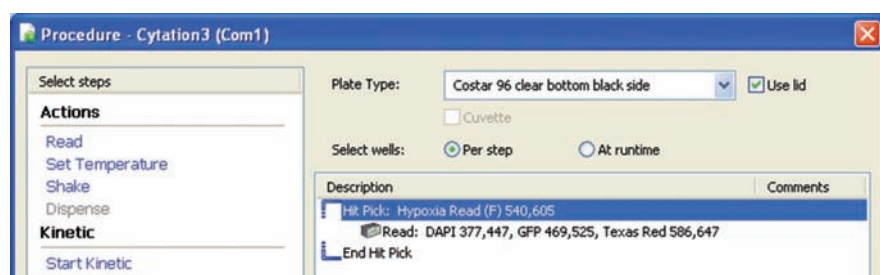 Procedure - Cytation3 (Com1)
Select steps
Actions
Read
Set Temperature
Shake
Dispense
Kinetic
Start Kinetic
Plate Type: Costar 96 clear bottom black side Use lid
Cuvette
Select wells: Per step At runtime
Description Comments
Hit Pick: Hypoxia Read (F) 540,605
Read: DAPI 377,447, GFP 469,525, Texas Red 586,647
End Hit Pick